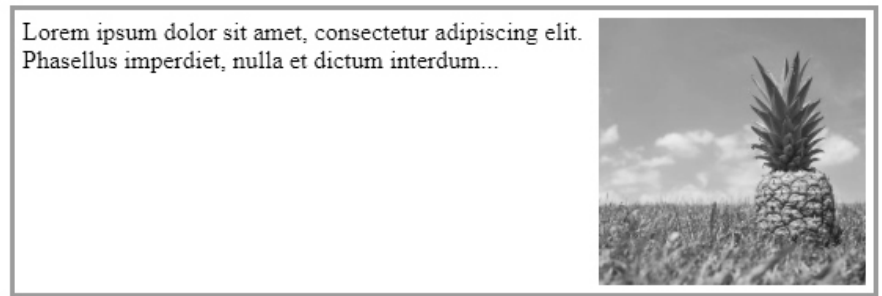 Lorem ipsum dolor sit amet, consectetur adipiscing elit.
Phasellus imperdiet, nulla et dictum interdum...